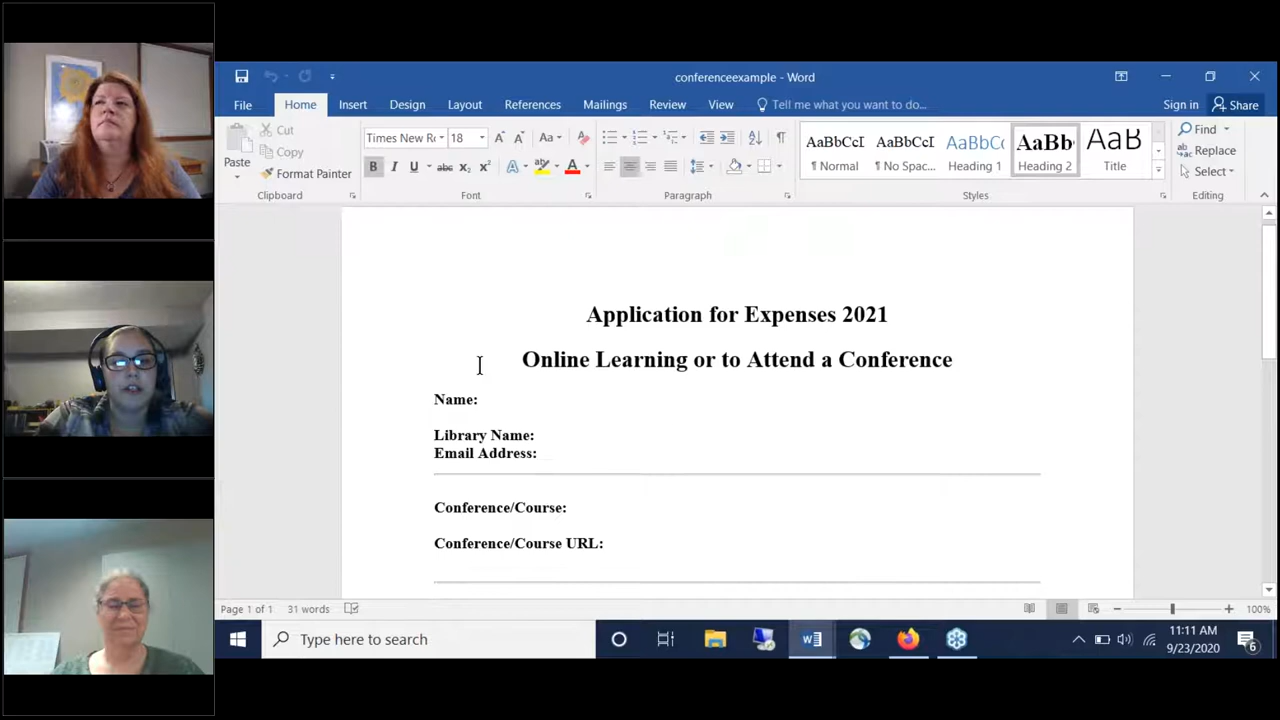 conferenceexample - Word
File Home Insert Design Layout References Mailings Review View Tell me what you want to do... Sign in Share
Paste
Cut
Copy
Format Painter
Clipboard
Times New Ro 18
Font
Paragraph
AaBbCcI AaBbCcI AaBbC AaBb AaB
¶ Normal ¶ No Spac... Heading 1 Heading 2 Title
Styles
Find
Replace
Select
Editing
Application for Expenses 2021
Online Learning or to Attend a Conference
Name:
Library Name:
Email Address:
Conference/Course:
Conference/Course URL:
Page 1 of 1 31 words 100%
Type here to search
11:11 AM
9/23/2020
6